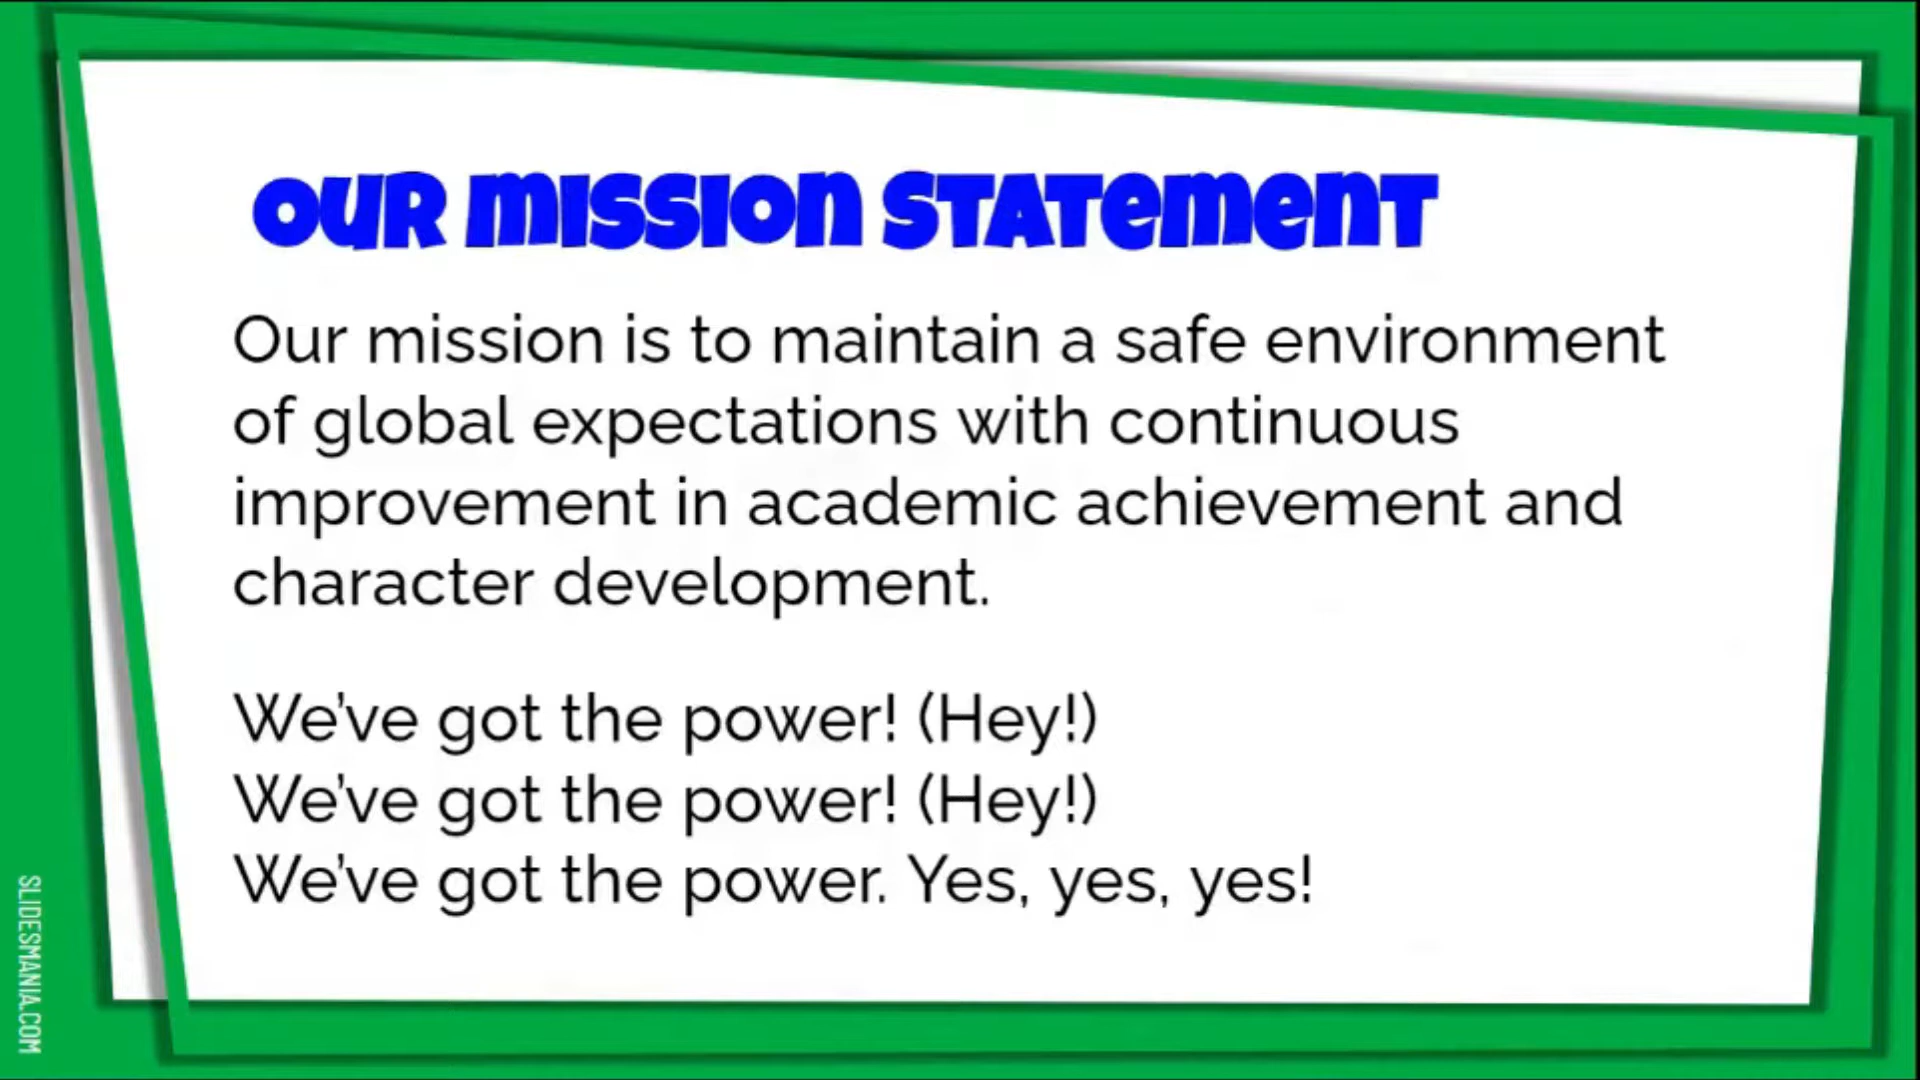 OUR MISSION STATEMENT
Our mission is to maintain a safe environment
of global expectations with continuous
improvement in academic achievement and
character development.
We've got the power! (Hey!)
We've got the power! (Hey!)
We've got the power. Yes, yes, yes!
SLIDESMANIA.COM